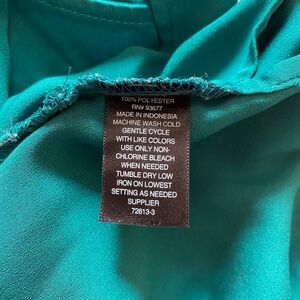 100% POLYESTER
RN# 93677
MADE IN INDONESIA
MACHINE WASH COLD
GENTLE CYCLE
WITH LIKE COLORS
USE ONLY NON-
CHLORINE BLEACH
WHEN NEEDED
TUMBLE DRY LOW
IRON ON LOWEST
SETTING AS NEEDED
SUPPLIER
72613-3